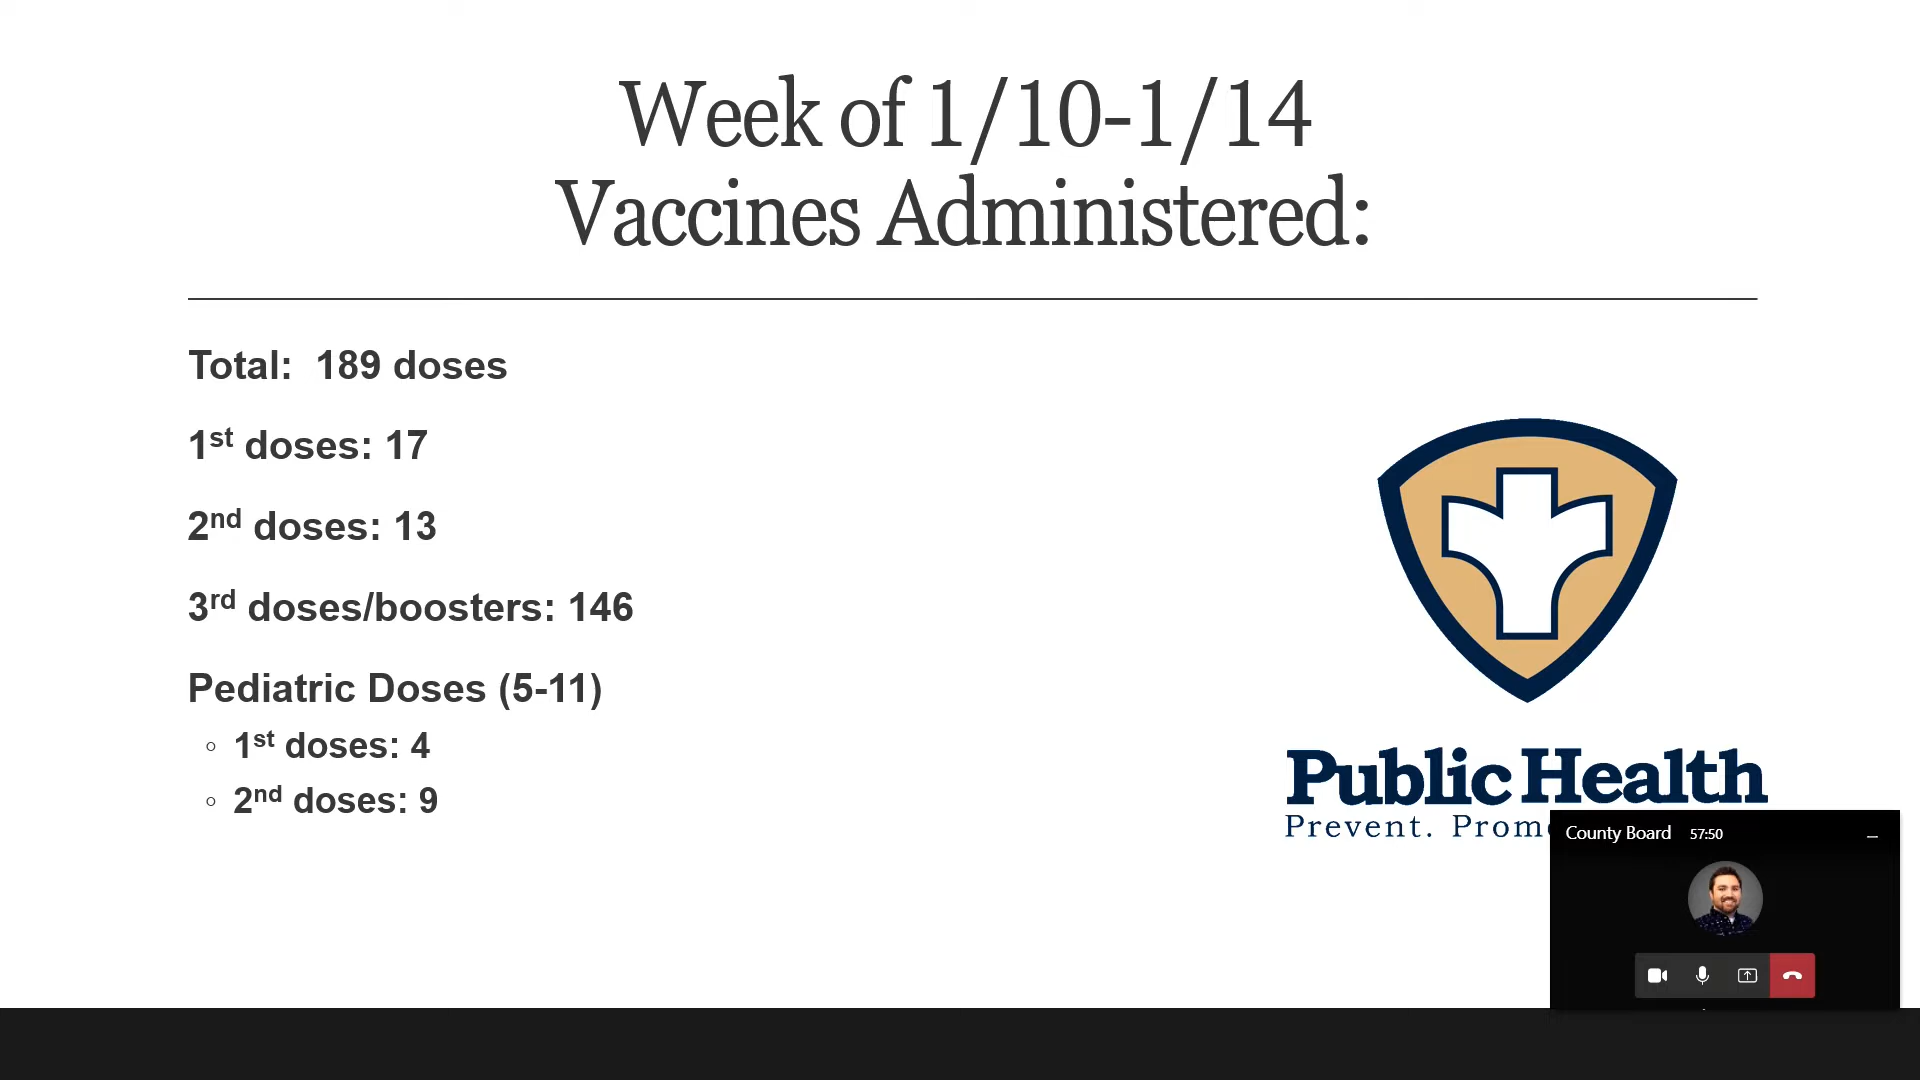 Week of 1/10-1/14
Vaccines Administered:
Total: 189 doses
1st doses: 17
2nd doses: 13
3rd doses/boosters: 146
Pediatric Doses (5-11)
◦ 1st doses: 4
◦ 2nd doses: 9
Public Health
Prevent.
County Board 57:50